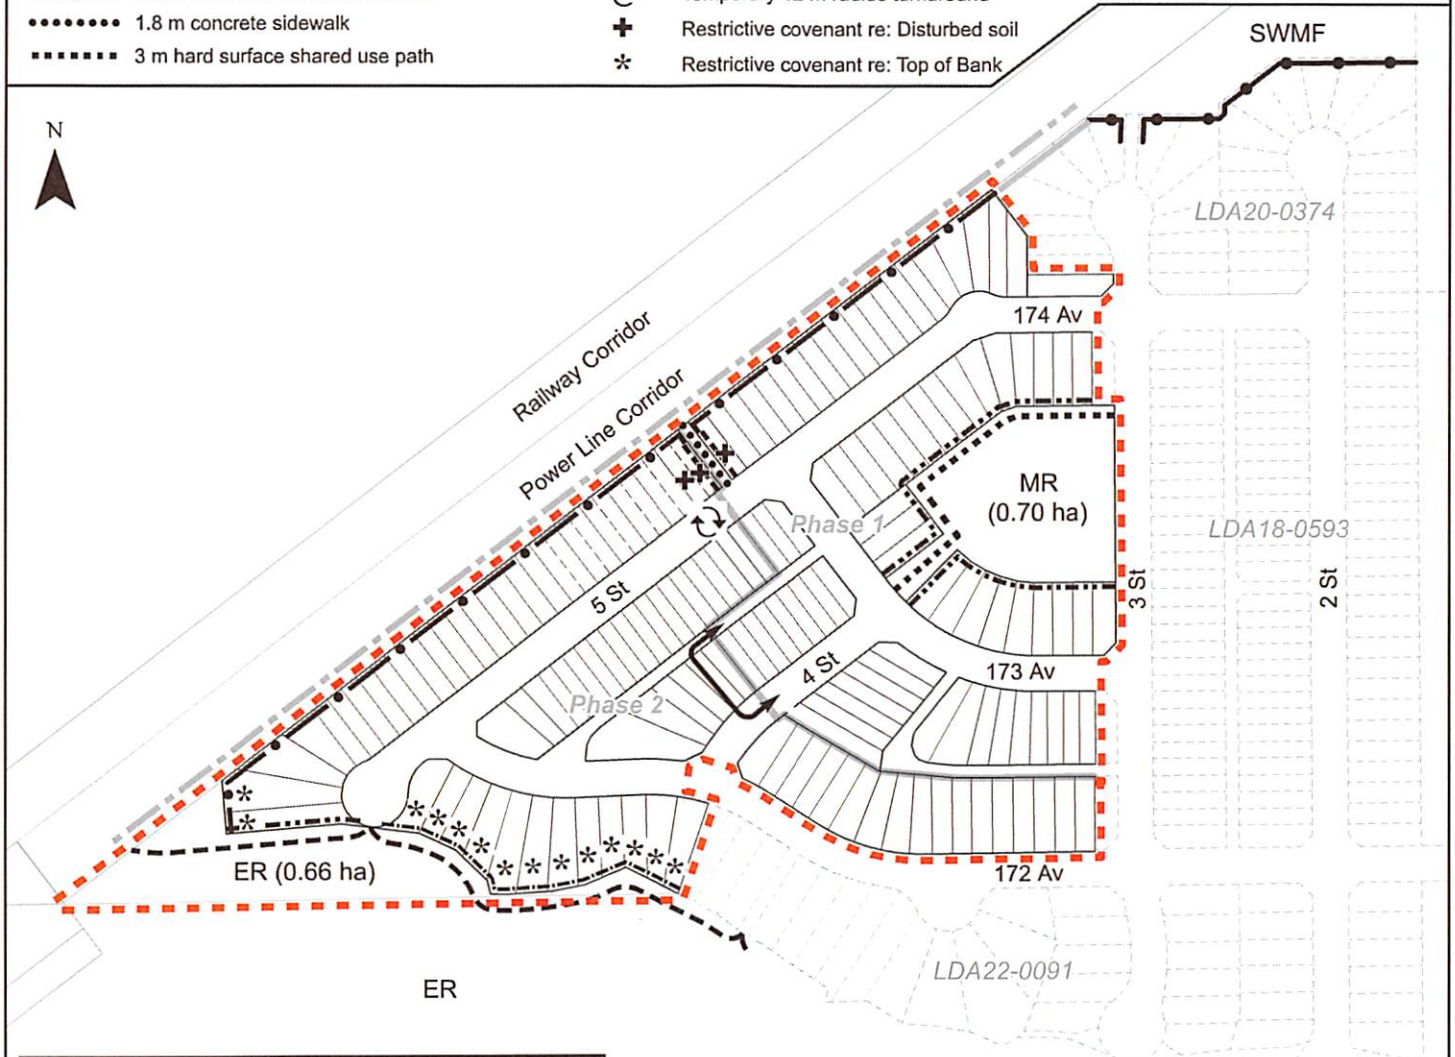 1.8 m concrete sidewalk
3 m hard surface shared use path
Restrictive covenant re: Disturbed soil
Restrictive covenant re: Top of Bank
SWMF
N
LDA20-0374
174 Av
Railway Corridor
Power Line Corridor
MR
(0.70 ha)
Phase 1
LDA18-0593
5 St
3 St
2 St
4 St
173 Av
Phase 2
ER (0.66 ha)
172 Av
LDA22-0091
ER